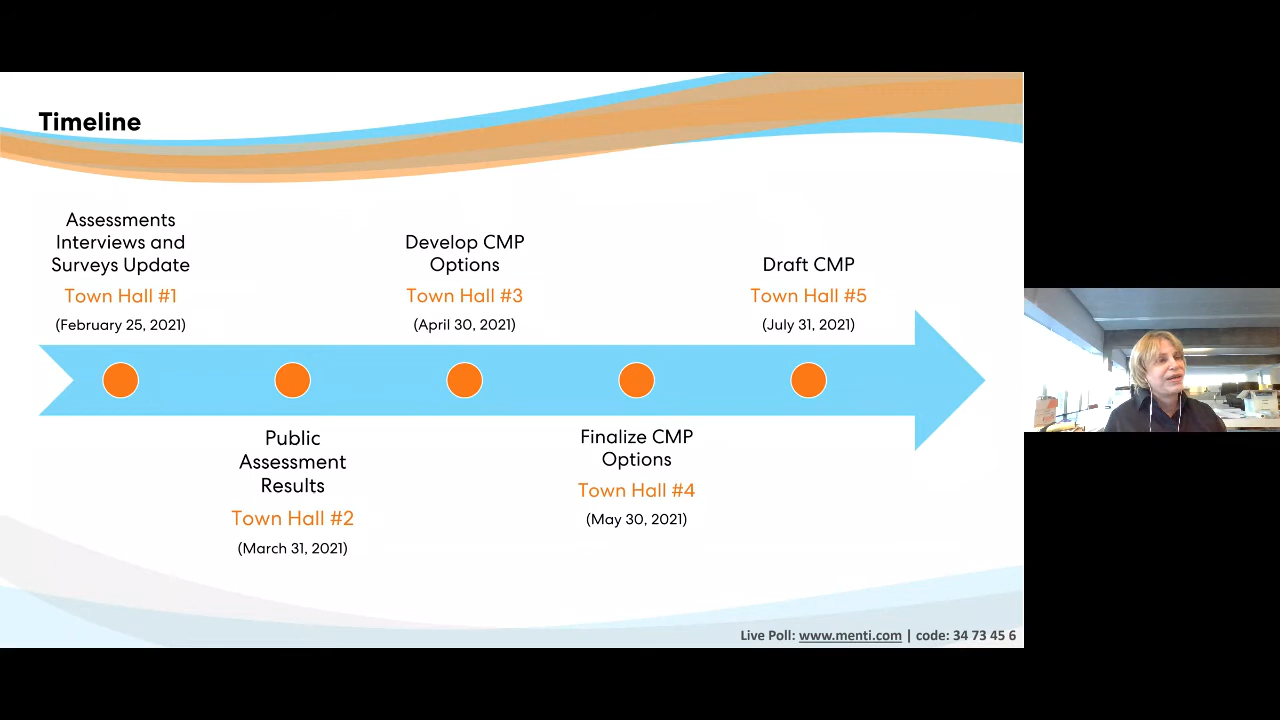 Timeline
Assessments
Interviews and
Surveys Update
Town Hall #1
(February 25, 2021)
Public
Assessment
Results
Town Hall #2
(March 31, 2021)
Develop CMP
Options
Town Hall #3
(April 30, 2021)
Finalize CMP
Options
Town Hall #4
(May 30, 2021)
Draft CMP
Town Hall #5
(July 31, 2021)
Live Poll: www.menti.com | code: 34 73 45 6